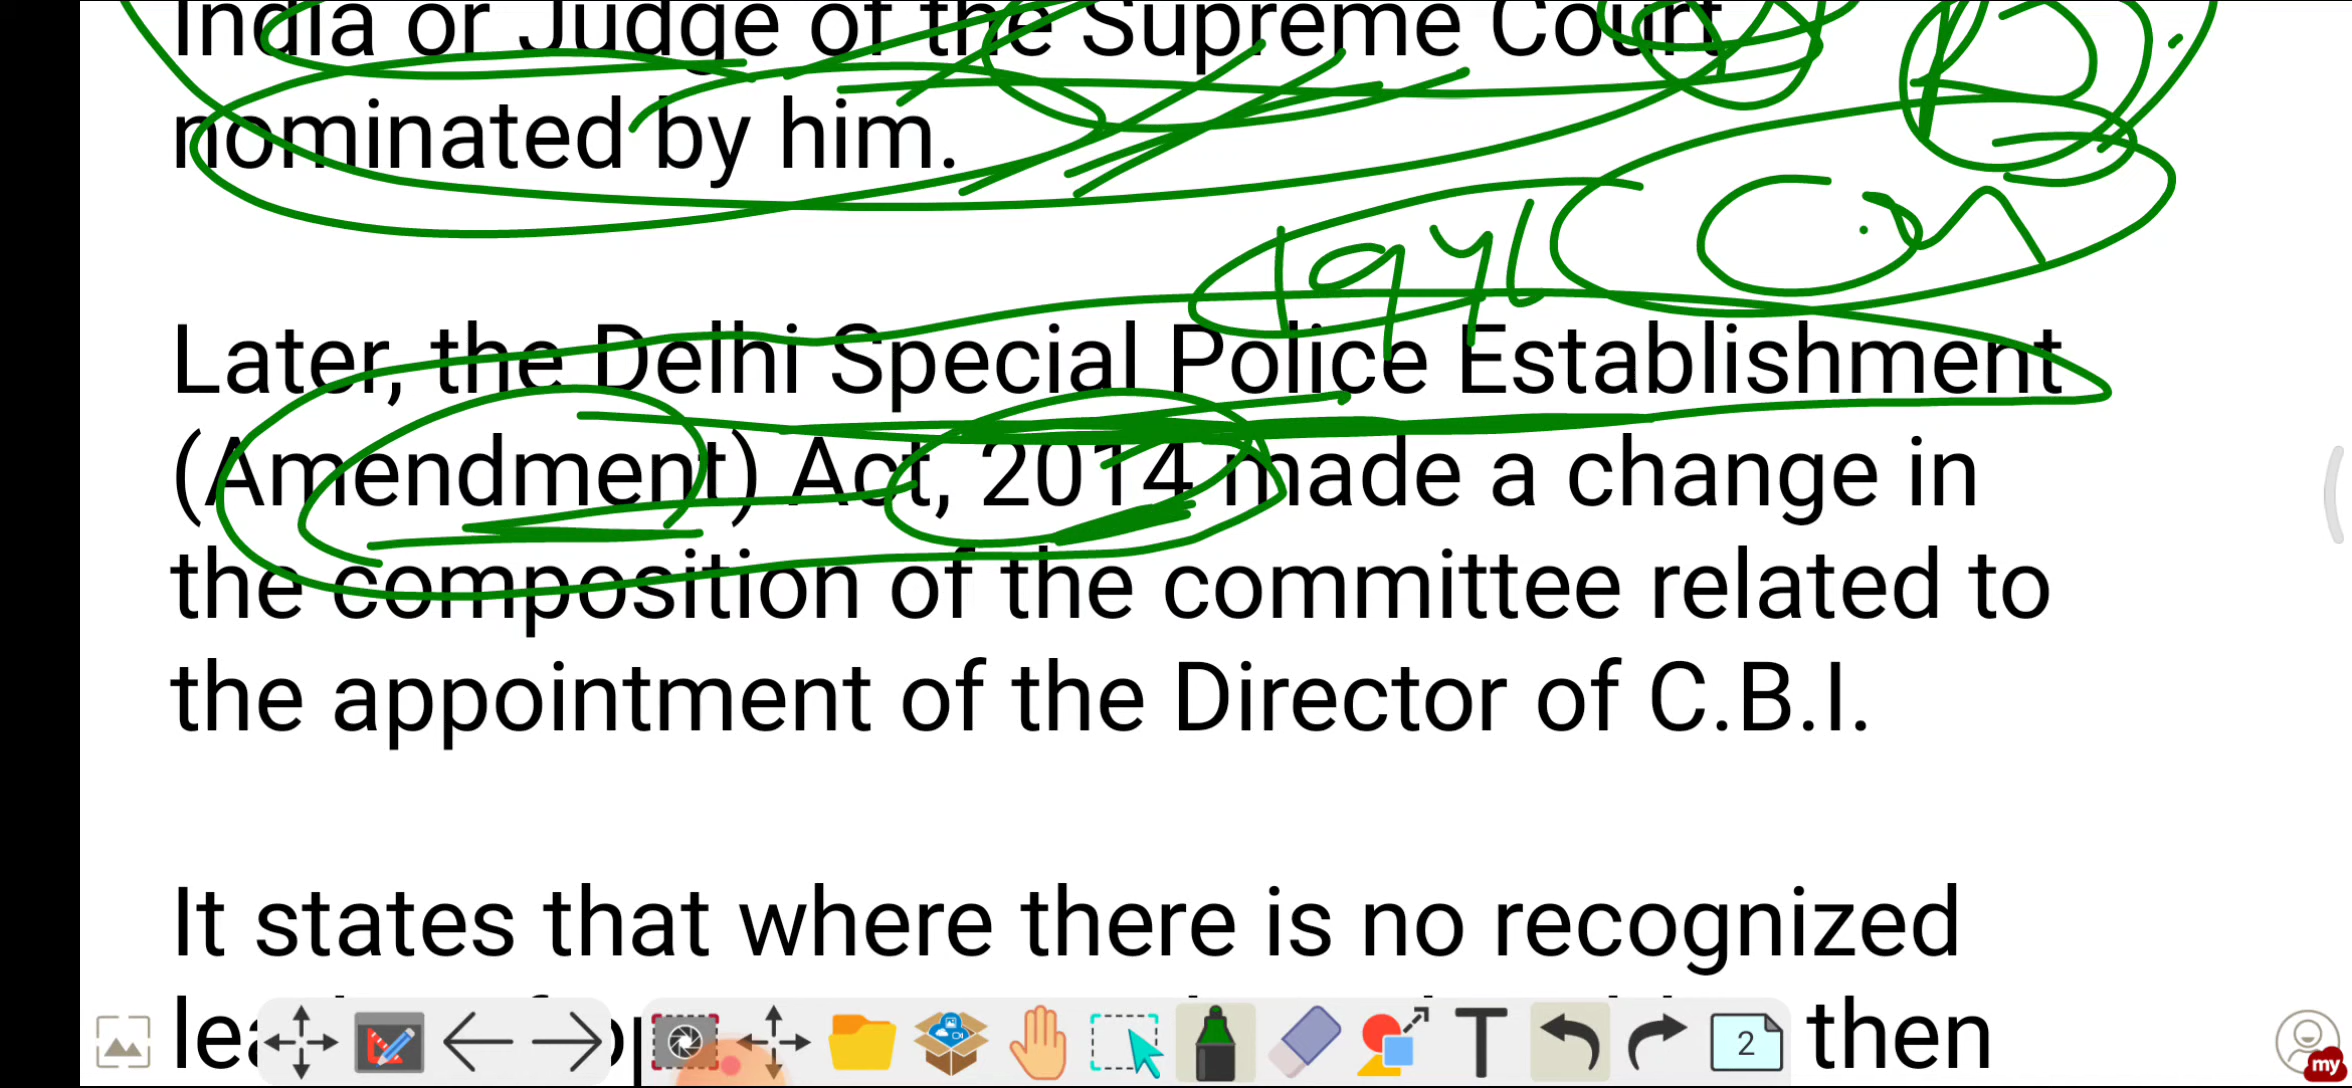 India or Judge of the Supreme Court
nominated by him.
1946
Later, the Delhi Special Police Establishment
(Amendment) Act, 2014 made a change in
the composition of the committee related to
the appointment of the Director of C.B.I.
It states that where there is no recognized
then
T
2
my